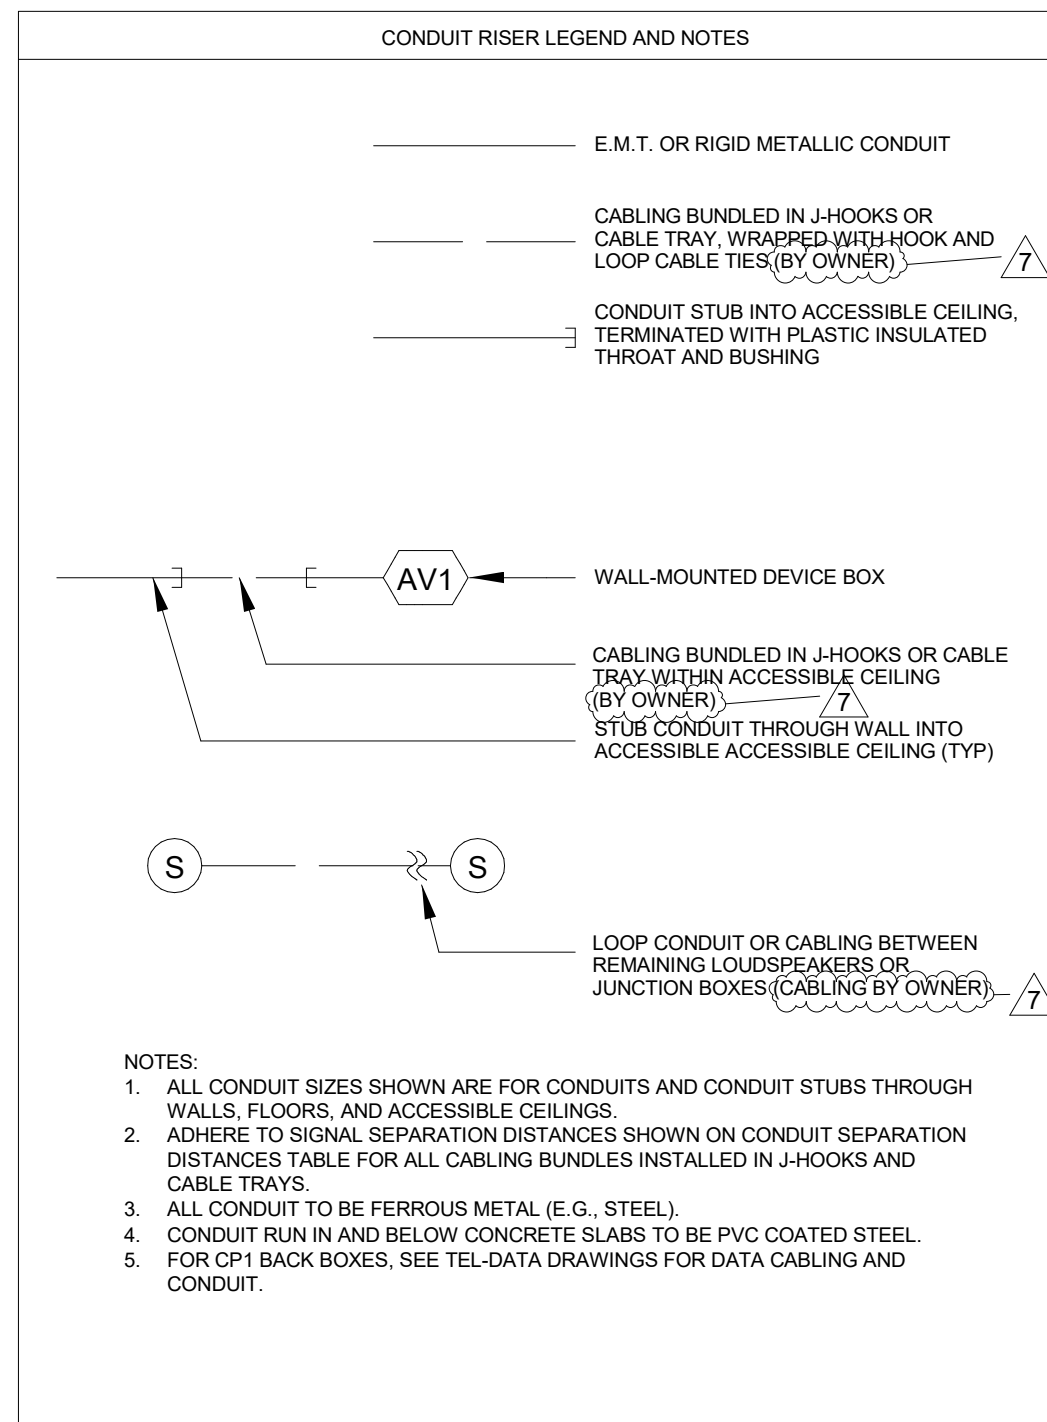 CONDUIT RISER LEGEND AND NOTES
E.M.T. OR RIGID METALLIC CONDUIT
CABLING BUNDLED IN J-HOOKS OR
CABLE TRAY, WRAPPED WITH HOOK AND
LOOP CABLE TIES (BY OWNER)
7
CONDUIT STUB INTO ACCESSIBLE CEILING,
TERMINATED WITH PLASTIC INSULATED
THROAT AND BUSHING
AV1
WALL-MOUNTED DEVICE BOX
CABLING BUNDLED IN J-HOOKS OR CABLE
TRAY WITHIN ACCESSIBLE CEILING
(BY OWNER)
7
STUB CONDUIT THROUGH WALL INTO
ACCESSIBLE ACCESSIBLE CEILING (TYP)
S
S
LOOP CONDUIT OR CABLING BETWEEN
REMAINING LOUDSPEAKERS OR
JUNCTION BOXES (CABLING BY OWNER)
7
NOTES:
1. ALL CONDUIT SIZES SHOWN ARE FOR CONDUITS AND CONDUIT STUBS THROUGH
WALLS, FLOORS, AND ACCESSIBLE CEILINGS.
2. ADHERE TO SIGNAL SEPARATION DISTANCES SHOWN ON CONDUIT SEPARATION
DISTANCES TABLE FOR ALL CABLING BUNDLES INSTALLED IN J-HOOKS AND
CABLE TRAYS.
3. ALL CONDUIT TO BE FERROUS METAL (E.G., STEEL).
4. CONDUIT RUN IN AND BELOW CONCRETE SLABS TO BE PVC COATED STEEL.
5. FOR CP1 BACK BOXES, SEE TEL-DATA DRAWINGS FOR DATA CABLING AND
CONDUIT.